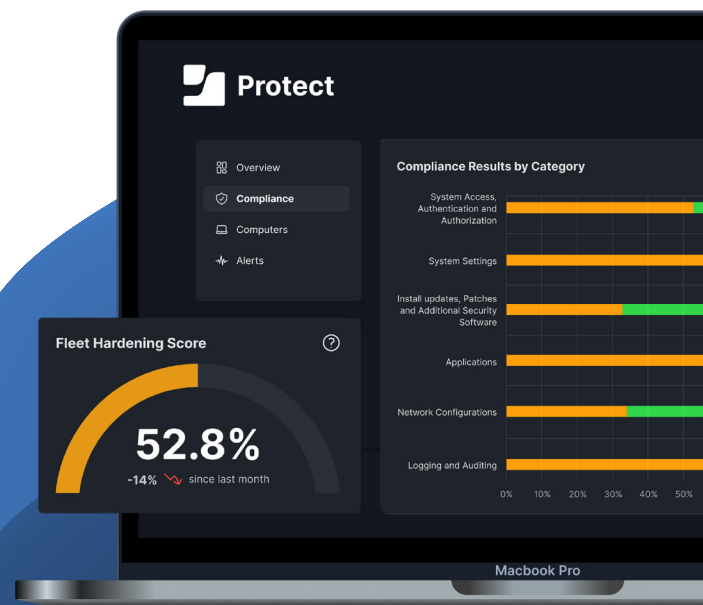 Protect
Overview
Compliance
Computers
Alerts
Compliance Results by Category
System Access,
Authentication and
Authorization
System Settings
Install updates, Patches
and Additional Security
Software
Applications
Network Configurations
Logging and Auditing
0% 10% 20% 30% 40% 50%
Fleet Hardening Score ?
52.8%
-14% since last month
Macbook Pro